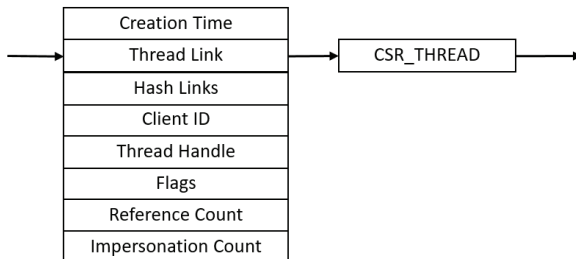 Creation Time
Thread Link
CSR_THREAD
Hash Links
Client ID
Thread Handle
Flags
Reference Count
Impersonation Count